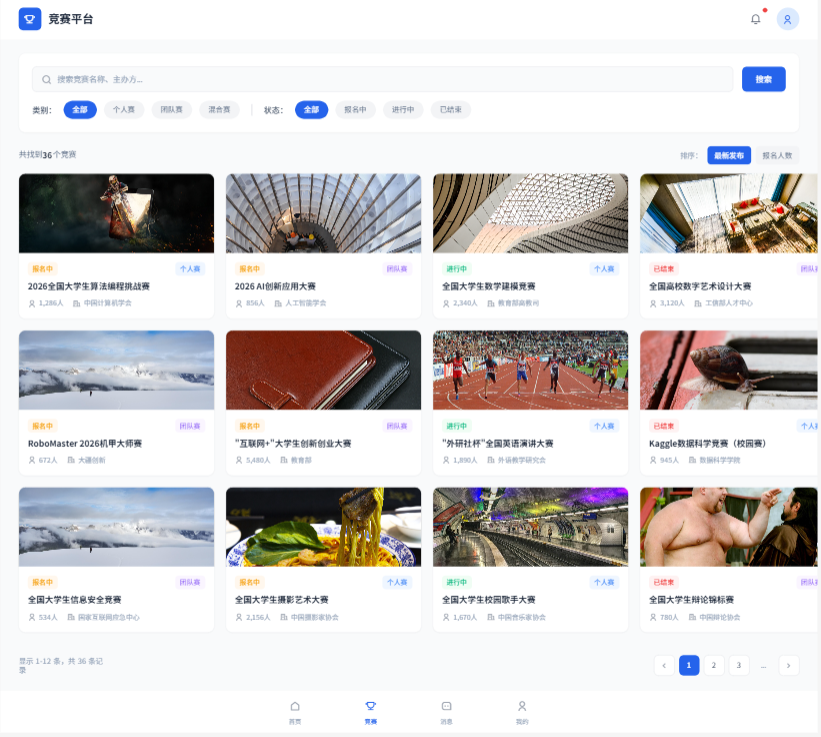 竞赛平台
搜索竞赛名称、主办方...
搜索
类别： 全部 个人赛 团队赛 混合赛 状态： 全部 报名中 进行中 已结束
共找到36个竞赛
排序： 最新发布 报名人数
报名中 个人赛
2026全国大学生算法编程挑战赛
1,286人 中国计算机学会
报名中 团队赛
2026 AI创新应用大赛
856人 人工智能学会
进行中 个人赛
全国大学生数学建模竞赛
2,340人 教育部高教司
已结束 团队
全国高校数字艺术设计大赛
3,120人 工信部人才中心
报名中 团队赛
RoboMaster 2026机甲大师赛
672人 大疆创新
报名中 团队赛
"互联网+"大学生创新创业大赛
5,480人 教育部
进行中 个人赛
"外研社杯"全国英语演讲大赛
1,890人 外语教学研究会
已结束 个人
Kaggle数据科学竞赛（校园赛）
945人 数据科学学院
报名中 团队赛
全国大学生信息安全竞赛
534人 国家互联网应急中心
报名中 个人赛
全国大学生摄影艺术大赛
2,156人 中国摄影家协会
进行中 个人赛
全国大学生校园歌手大赛
1,670人 中国音乐家协会
已结束 团队
全国大学生辩论锦标赛
780人 中国辩论协会
显示 1-12 条，共 36 条记
录
‹ 1 2 3 ... ›
首页 竞赛 消息 我的